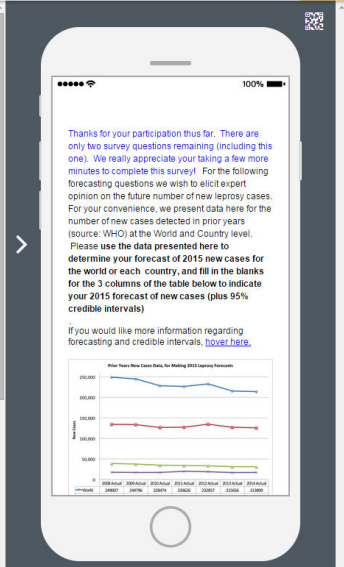 100%
Thanks for your participation thus far. There are
only two survey questions remaining (including this
one). We really appreciate your taking a few more
minutes to complete this survey! For the following
forecasting questions we wish to elicit expert
opinion on the future number of new leprosy cases.
For your convenience, we present data here for the
number of new cases detected in prior years
(source: WHO) at the World and Country level.
Please use the data presented here to
determine your forecast of 2015 new cases for
the world or each country, and fill in the blanks
for the 3 columns of the table below to indicate
your 2015 forecast of new cases (plus 95%
credible intervals)
.
If you would like more information regarding
forecasting and credible intervals, hover here.
Prior Years New Cases Data, for Making 2015 Leprosy Forecasts
250,000
200,000
150,000
100,000
50,000
0
New Cases
2008 Actual 2009 Actual 2010 Actual 2011 Actual 2012 Actual 2013 Actual 2014 Actual
World 249007 244796 228474 226626 232857 215656 213899